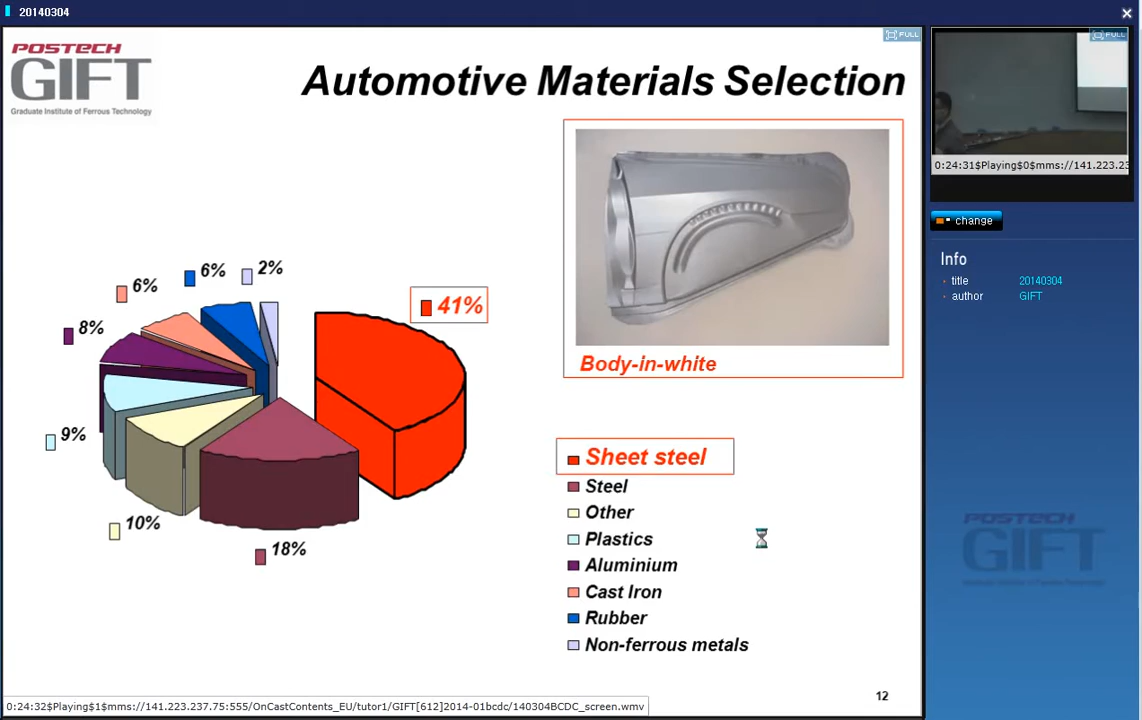 20140304
POSTECH
GIFT
Graduate Institute of Ferrous Technology
FULL
Automotive Materials Selection
Body-in-white
2%
6%
6%
8%
9%
10%
18%
41%
Sheet steel
Steel
Other
Plastics
Aluminium
Cast Iron
Rubber
Non-ferrous metals
12
0:24:32$Playing$1$mms://141.223.237.75:555/OnCastContents_EU/tutor1/GIFT[612]2014-01bcdc/140304BCDC_screen.wmv
FULL
0:24:31$Playing$0$mms://141.223.23
change
Info
title 20140304
author GIFT
POSTECH
GIFT